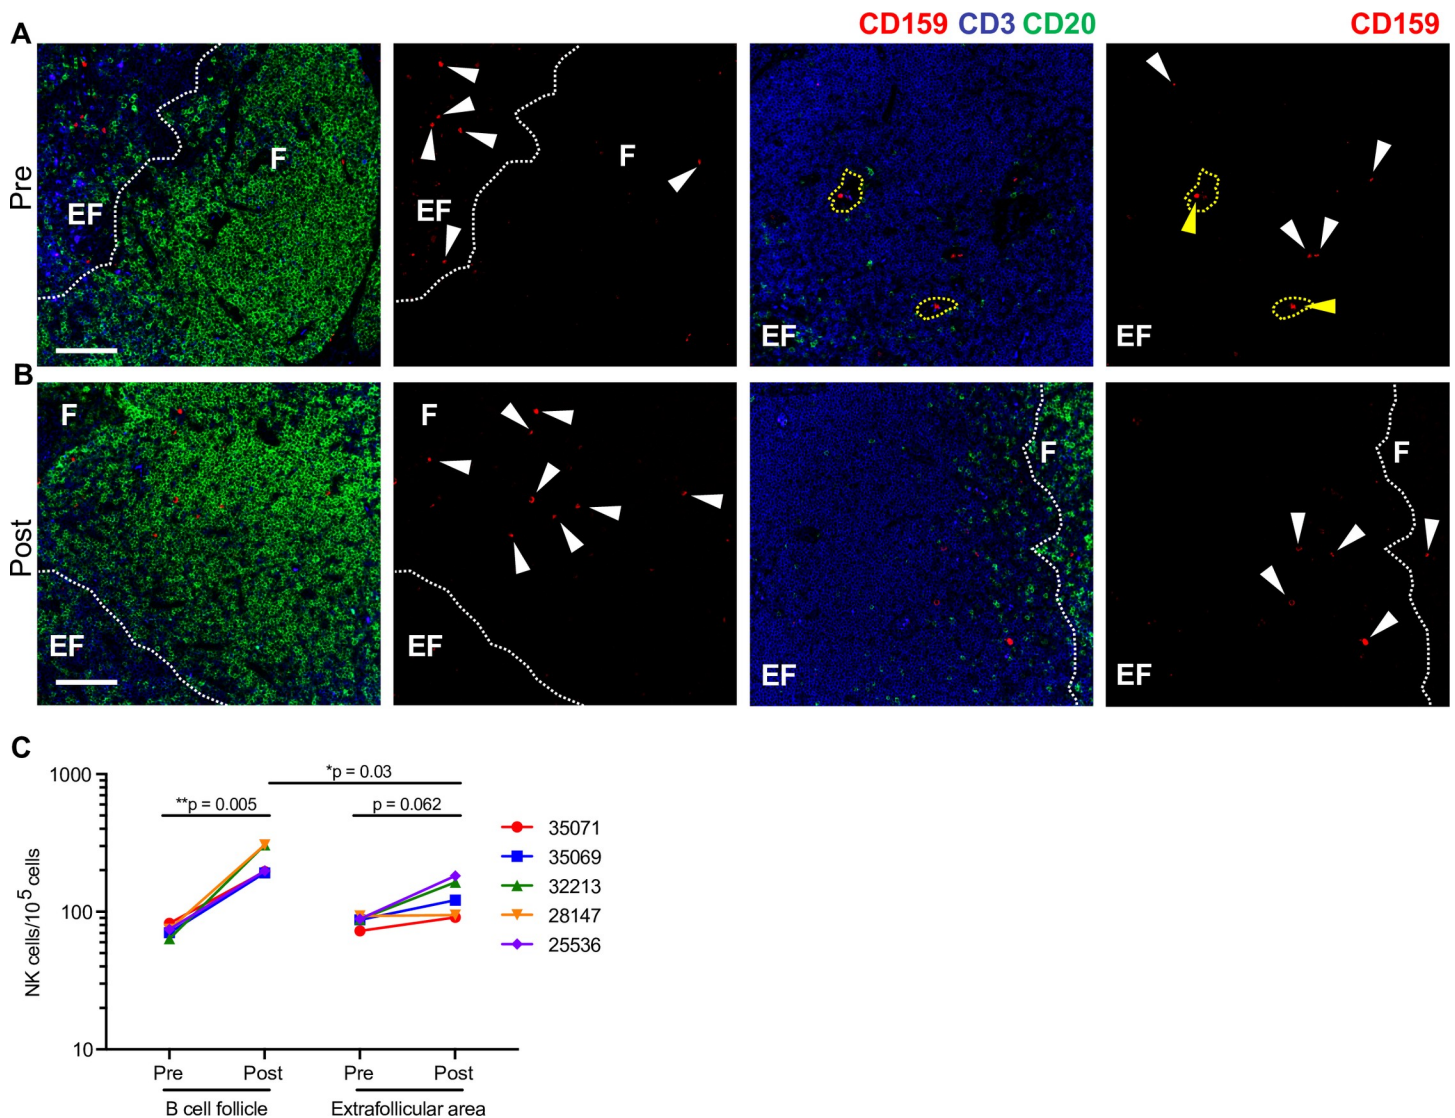 CD159 CD3 CD20
CD159
A
Pre
EF
F
EF
F
EF
EF
B
Post
F
EF
F
EF
F
EF
F
EF
C
NK cells/10⁵ cells
1000
100
10
*p = 0.03
**p = 0.005
p = 0.062
35071
35069
32213
28147
25536
Pre
Post
Pre
Post
B cell follicle
Extrafollicular area